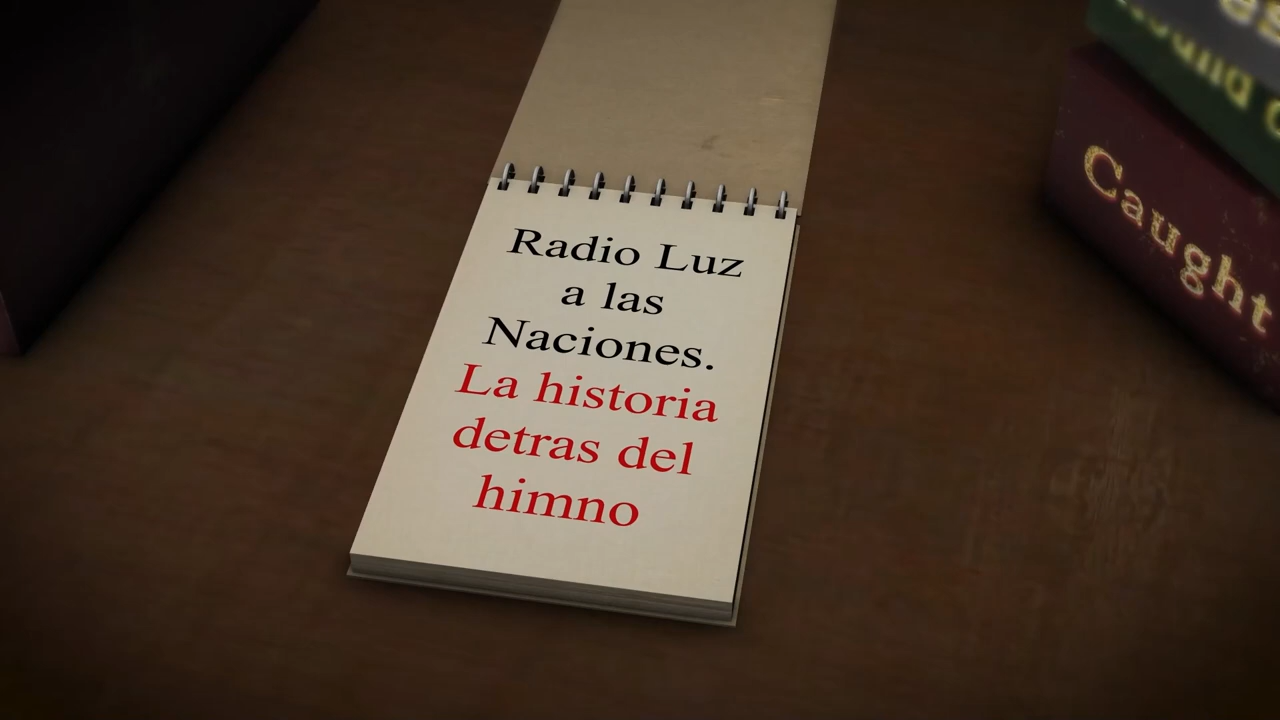 Radio Luz
a las
Naciones.
La historia
detras del
himno
Caught